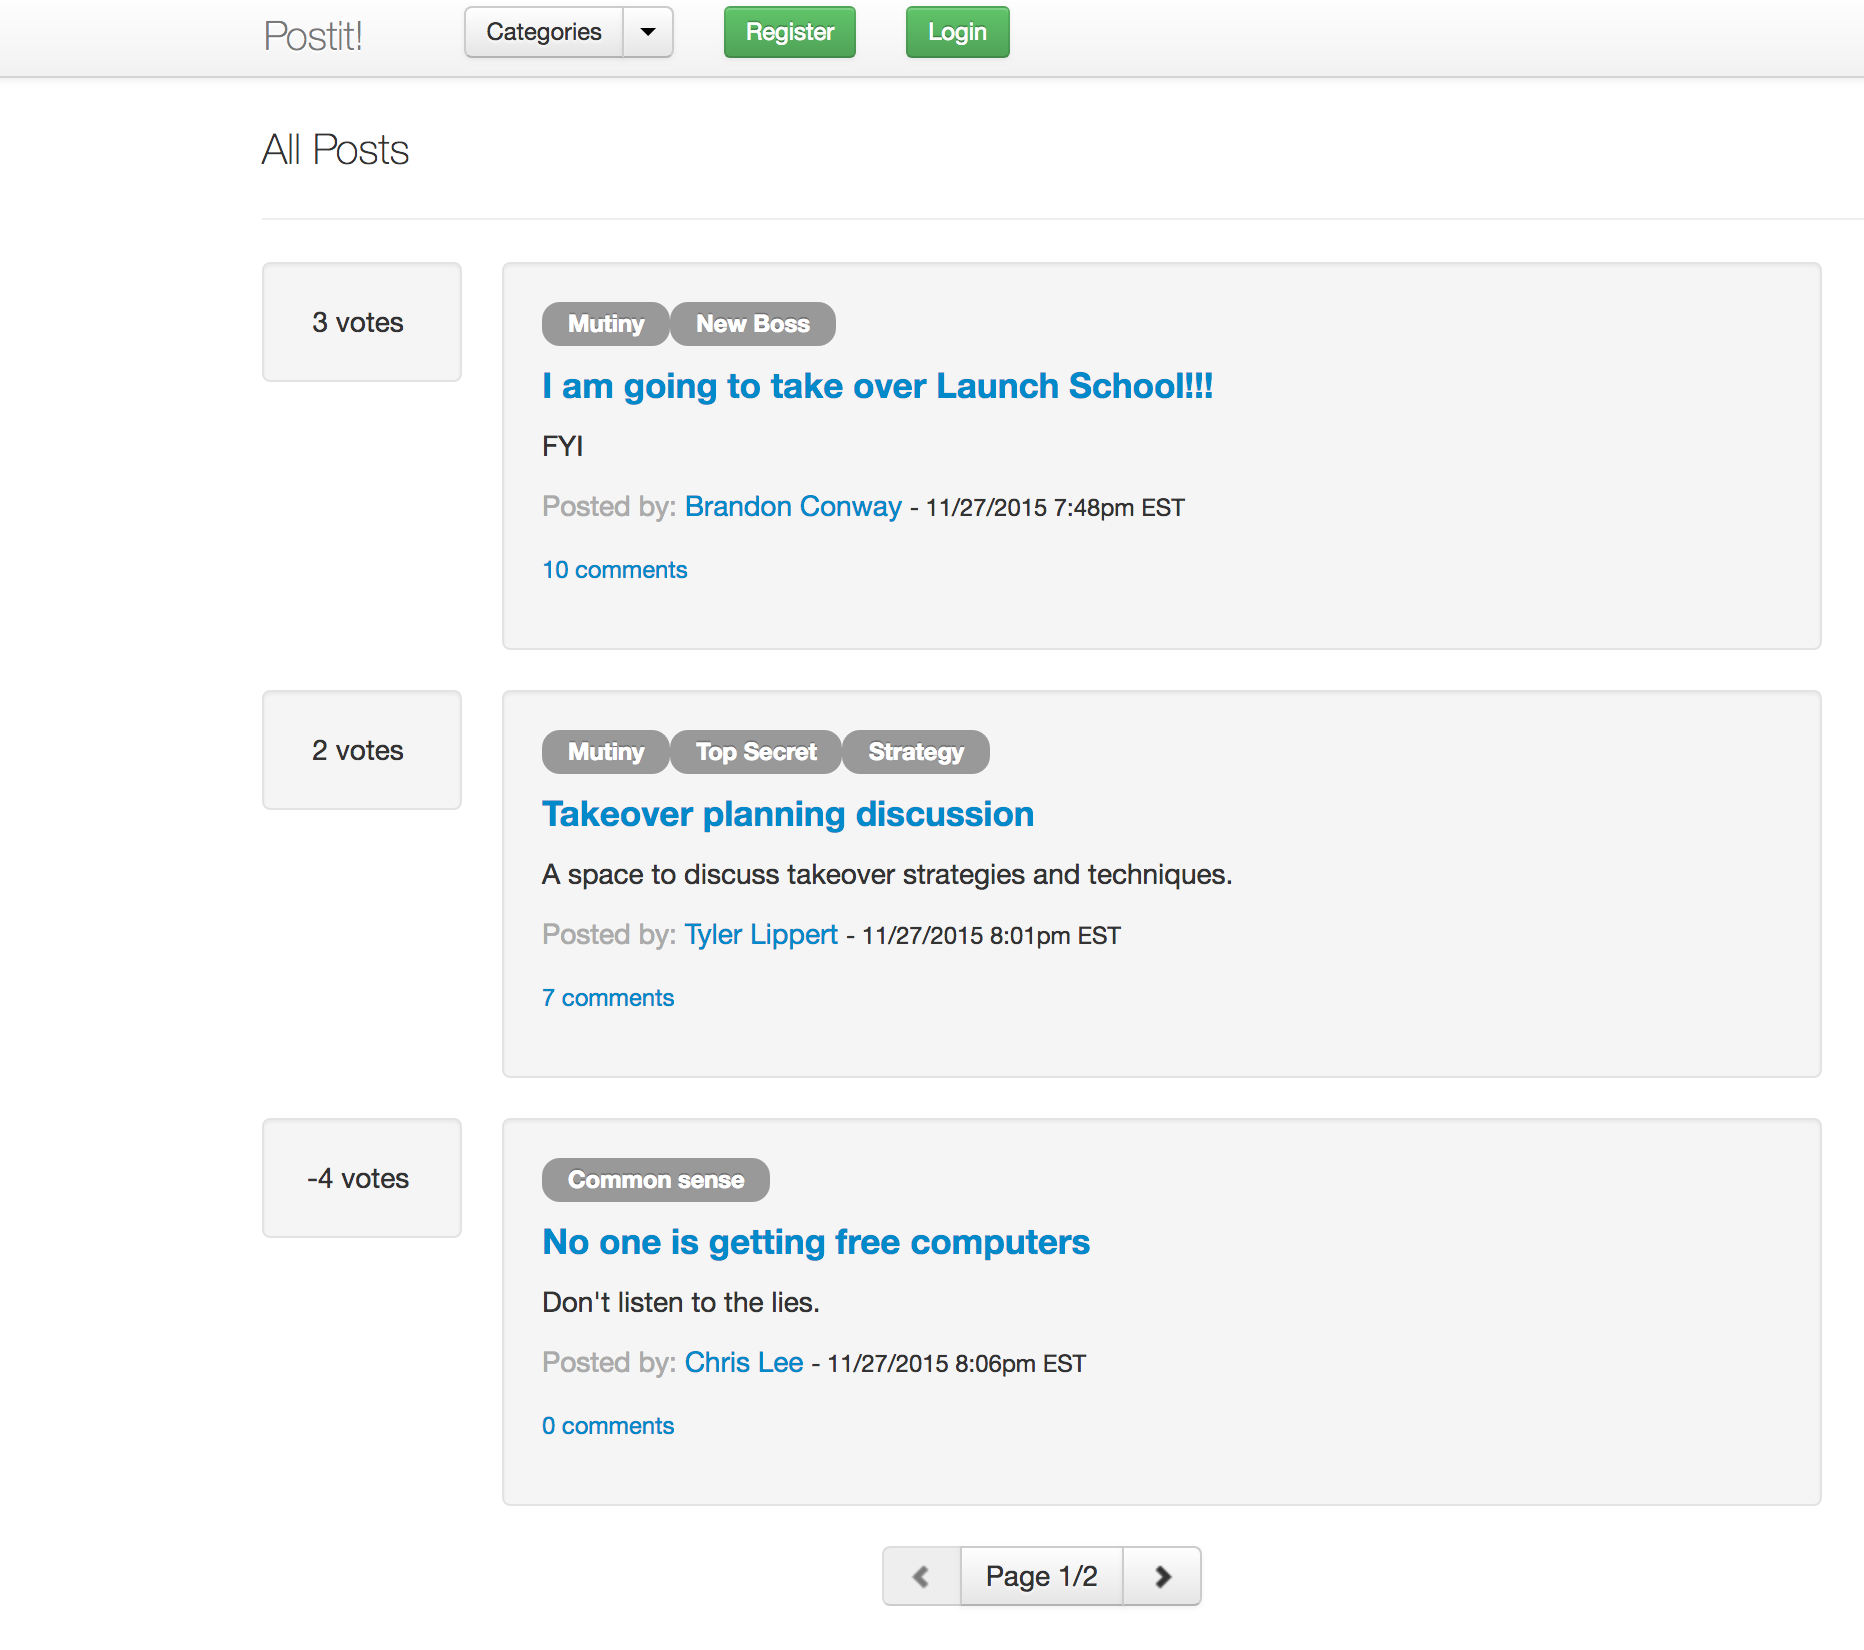 Postit! Categories Register Login
All Posts
3 votes
Mutiny New Boss
I am going to take over Launch School!!!
FYI
Posted by: Brandon Conway - 11/27/2015 7:48pm EST
10 comments
2 votes
Mutiny Top Secret Strategy
Takeover planning discussion
A space to discuss takeover strategies and techniques.
Posted by: Tyler Lippert - 11/27/2015 8:01pm EST
7 comments
-4 votes
Common sense
No one is getting free computers
Don't listen to the lies.
Posted by: Chris Lee - 11/27/2015 8:06pm EST
0 comments
Page 1/2